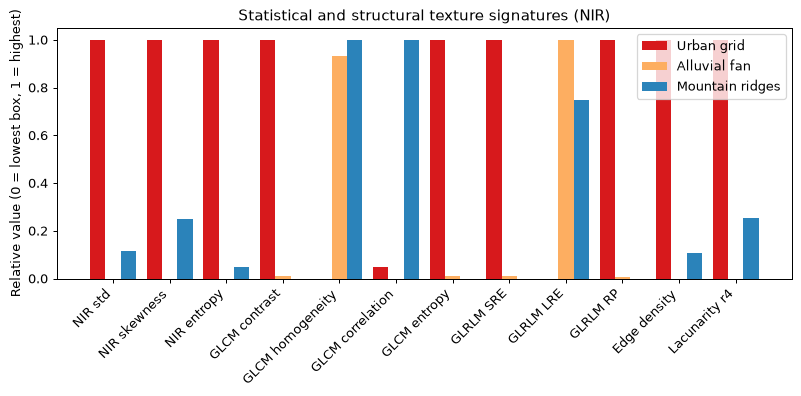 Statistical and structural texture signatures (NIR)
Relative value (0 = lowest box, 1 = highest)
1.0
0.8
0.6
0.4
0.2
0.0
Urban grid
Alluvial fan
Mountain ridges
NIR std
NIR skewness
NIR entropy
GLCM contrast
GLCM homogeneity
GLCM correlation
GLCM entropy
GLRLM SRE
GLRLM LRE
GLRLM RP
Edge density
Lacunarity r4